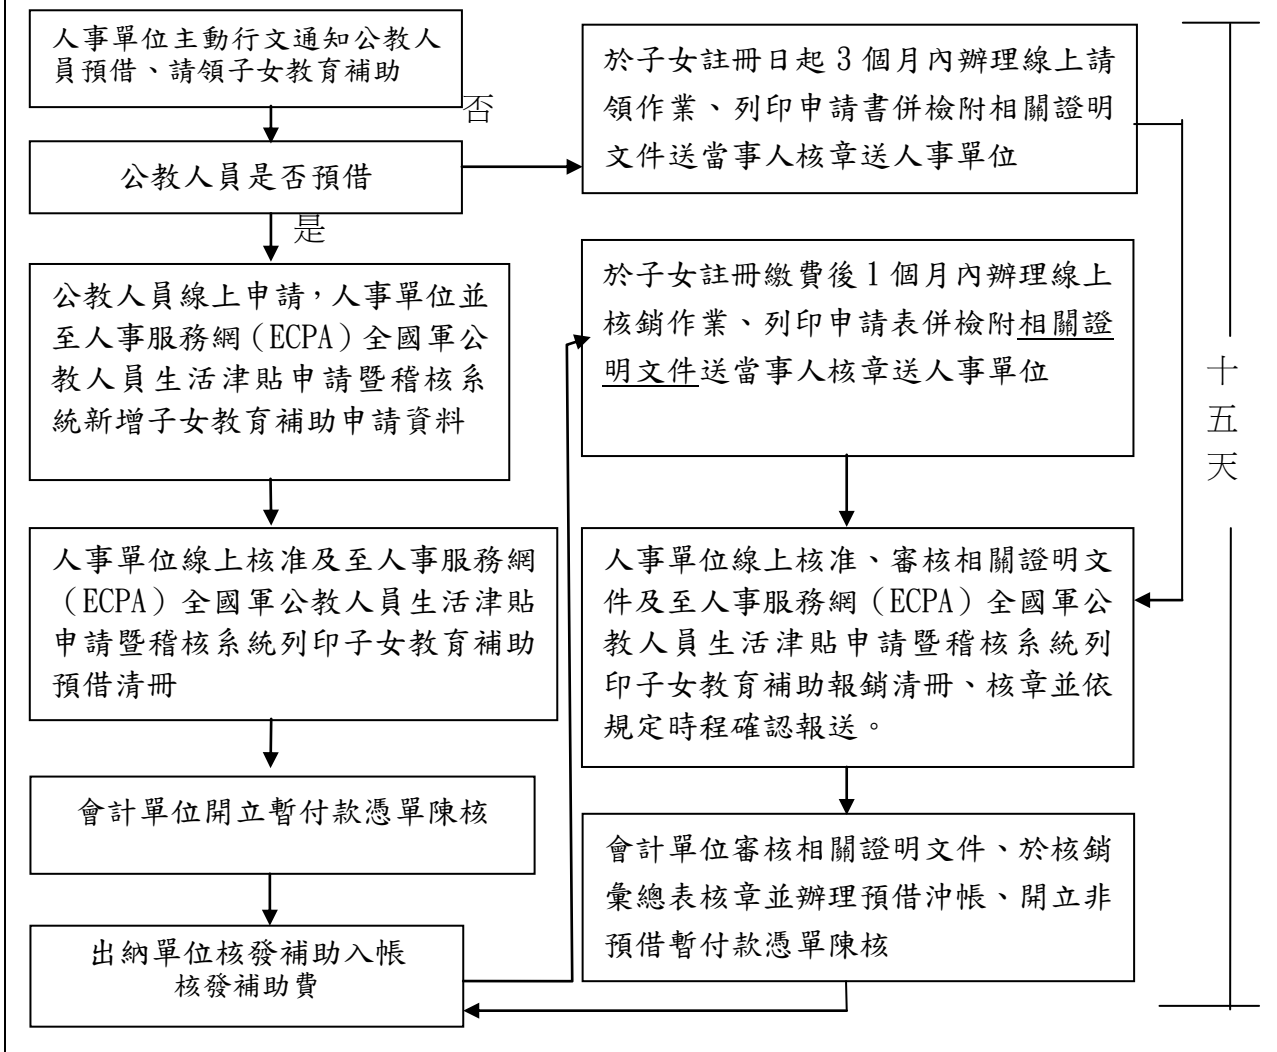 人事單位主動行文通知公教人
員預借、請領子女教育補助
否
公教人員是否預借
是
公教人員線上申請，人事單位並
至人事服務網（ECPA）全國軍公
教人員生活津貼申請暨稽核系
統新增子女教育補助申請資料
人事單位線上核准及至人事服務網
（ECPA）全國軍公教人員生活津貼
申請暨稽核系統列印子女教育補助
預借清冊
會計單位開立暫付款憑單陳核
出納單位核發補助入帳
核發補助費
於子女註冊日起 3 個月內辦理線上請
領作業、列印申請書併檢附相關證明
文件送當事人核章送人事單位
於子女註冊繳費後 1 個月內辦理線上
核銷作業、列印申請表併檢附相關證
明文件送當事人核章送人事單位
人事單位線上核准、審核相關證明文
件及至人事服務網（ECPA）全國軍公
教人員生活津貼申請暨稽核系統列
印子女教育補助報銷清冊、核章並依
規定時程確認報送。
會計單位審核相關證明文件、於核銷
彙總表核章並辦理預借沖帳、開立非
預借暫付款憑單陳核
十
五
天